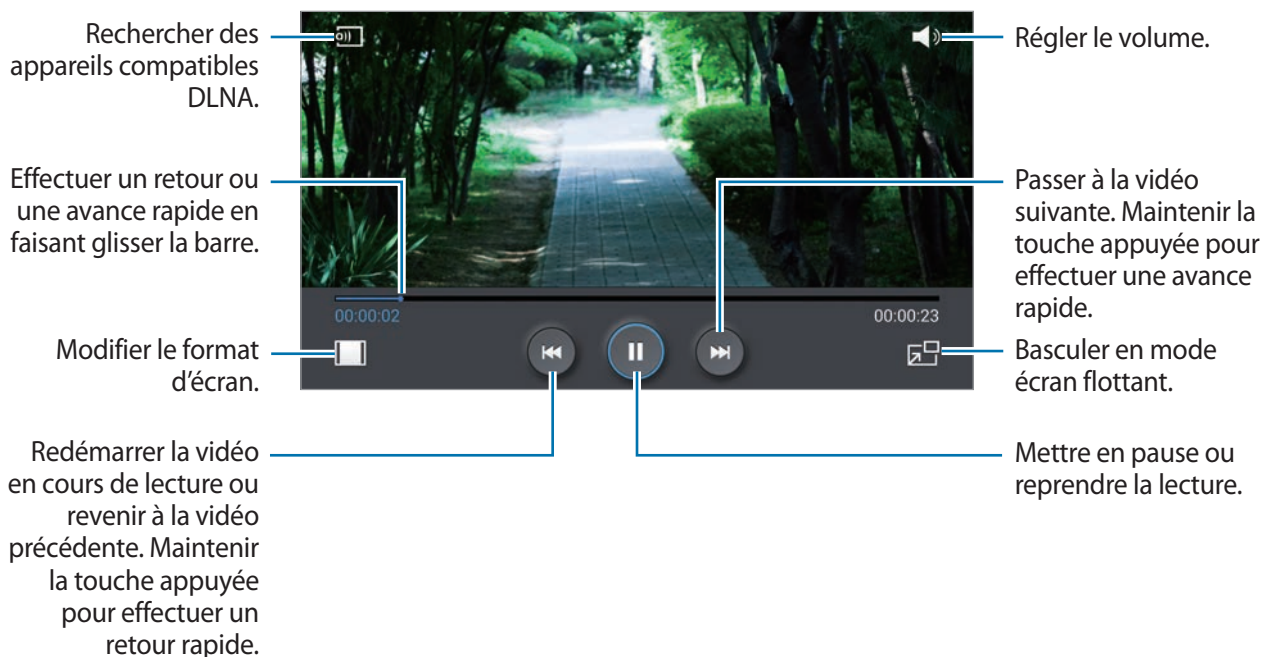 Rechercher des
appareils compatibles
DLNA.
Régler le volume.
Effectuer un retour ou
une avance rapide en
faisant glisser la barre.
Passer à la vidéo
suivante. Maintenir la
touche appuyée pour
effectuer une avance
rapide.
00:00:02
00:00:23
Modifier le format
d'écran.
Basculer en mode
écran flottant.
Redémarrer la vidéo
en cours de lecture ou
revenir à la vidéo
précédente. Maintenir
la touche appuyée
pour effectuer un
retour rapide.
Mettre en pause ou
reprendre la lecture.